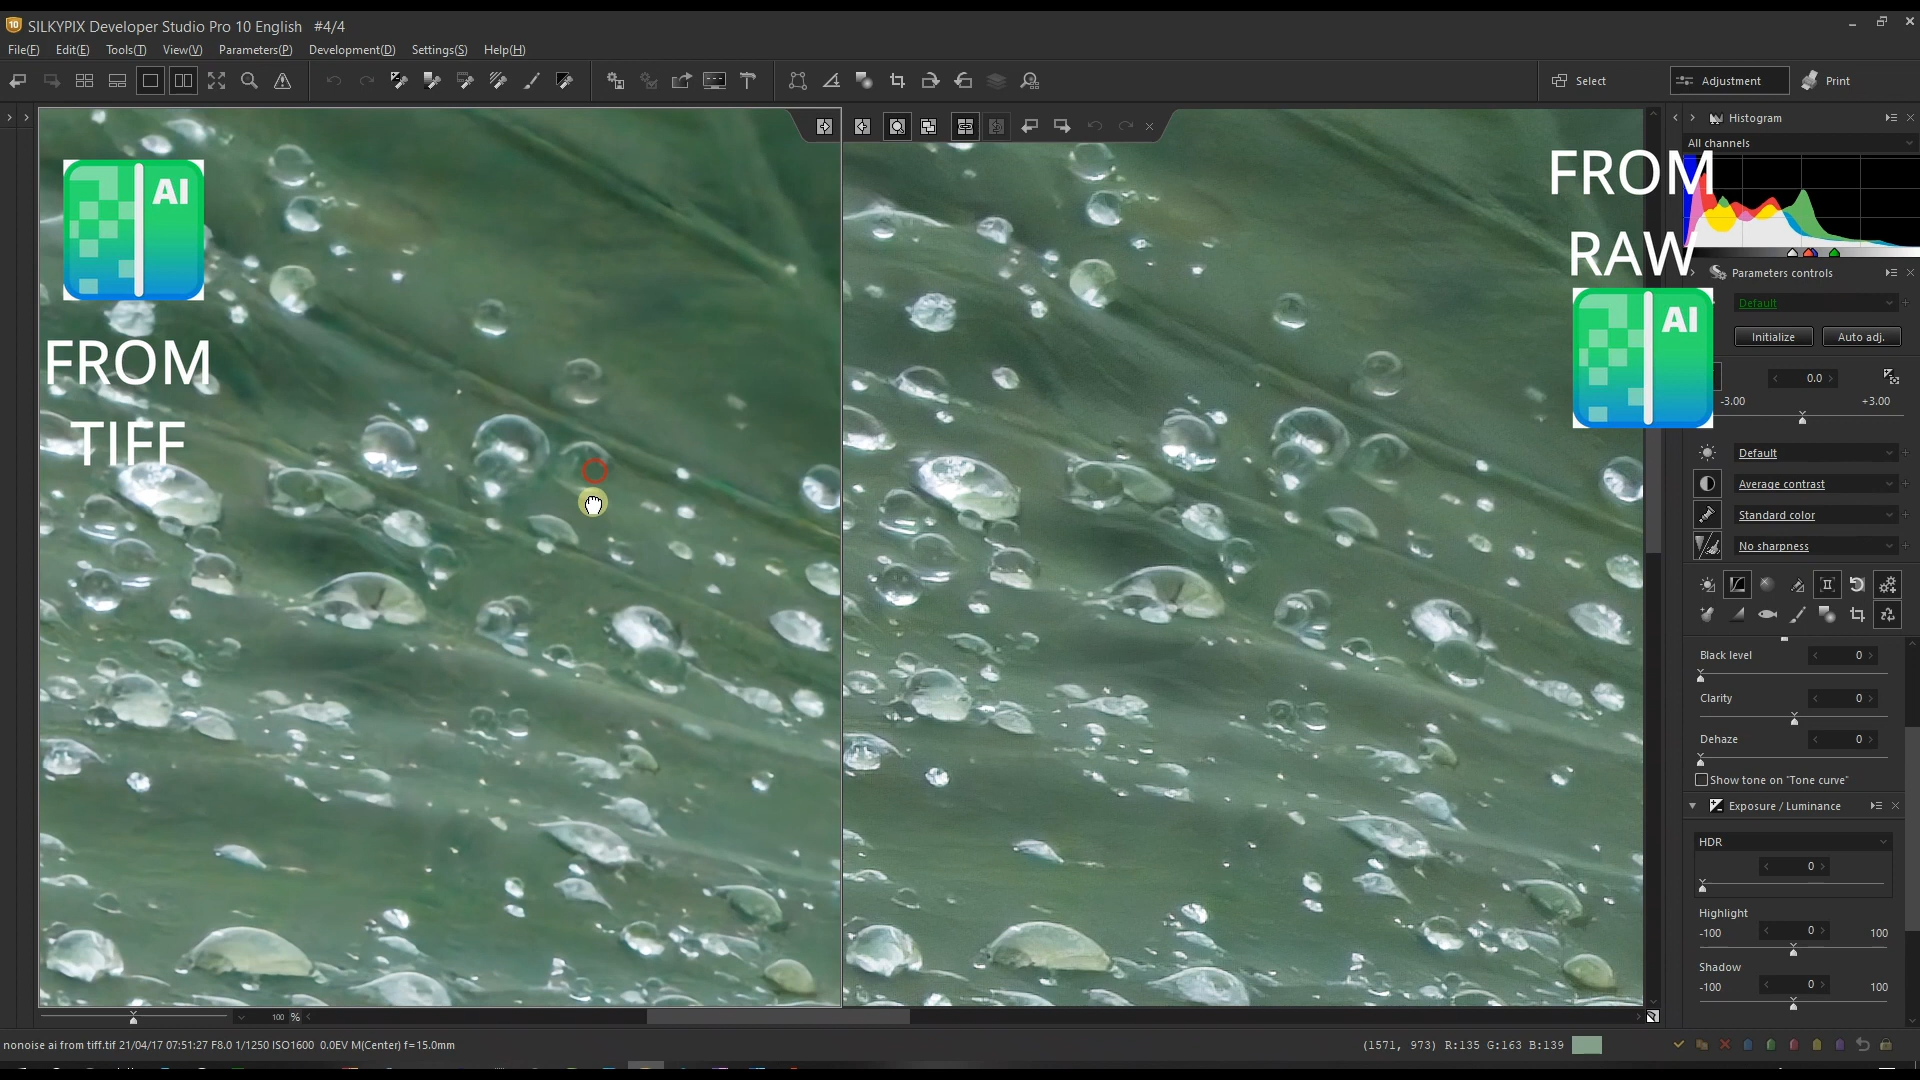 SILKYPIX Developer Studio Pro 10 English #4/4
File(F) Edit(E) Tools(T) View(V) Parameters(P) Development(D) Settings(S) Help(H)
Select
Adjustment
Print
AI
FROM
TIFF
FROM
RAW
AI
Histogram
All channels
Parameters controls
Default
Initialize
Auto adj.
0.0
-3.00
+3.00
Default
Average contrast
Standard color
No sharpness
Black level 0
Clarity 0
Dehaze 0
Show tone on "Tone curve"
Exposure / Luminance
HDR
0
Highlight
-100 0 100
Shadow
-100 0 100
100 %
nonoise ai from tiff.tif 21/04/17 07:51:27 F8.0 1/1250 ISO1600 0.0EV M(Center) f=15.0mm
(1571, 973) R:135 G:163 B:139